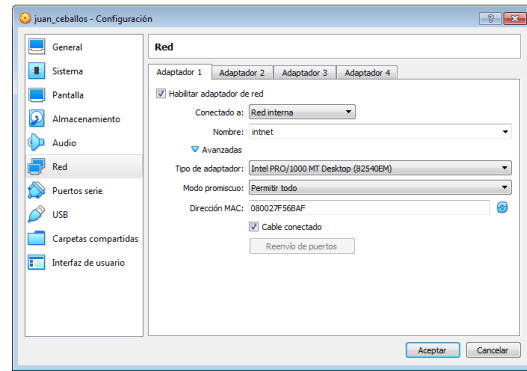 juan_ceballos - Configuración
General
Sistema
Pantalla
Almacenamiento
Audio
Red
Puertos serie
USB
Carpetas compartidas
Interfaz de usuario
Red
Adaptador 1 Adaptador 2 Adaptador 3 Adaptador 4
Habilitar adaptador de red
Conectado a: Red interna
Nombre: intnet
Avanzadas
Tipo de adaptador: Intel PRO/1000 MT Desktop (82540EM)
Modo promiscuo: Permitir todo
Dirección MAC: 080027F56BAF
Cable conectado
Reenvío de puertos
Aceptar Cancelar